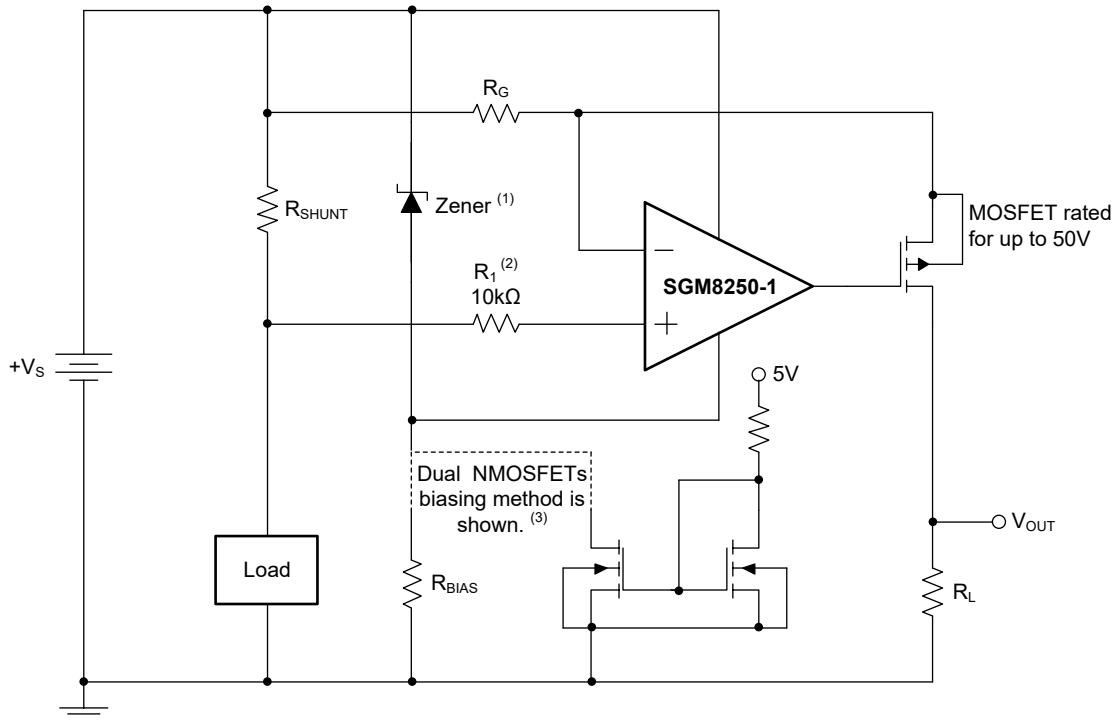 R_G
R_SHUNT
Zener (1)
MOSFET rated
for up to 50V
R_1 (2)
10kΩ
−
SGM8250-1
+
+V_S
5V
Dual NMOSFETs
biasing method is
shown. (3)
V_OUT
Load
R_BIAS
R_L